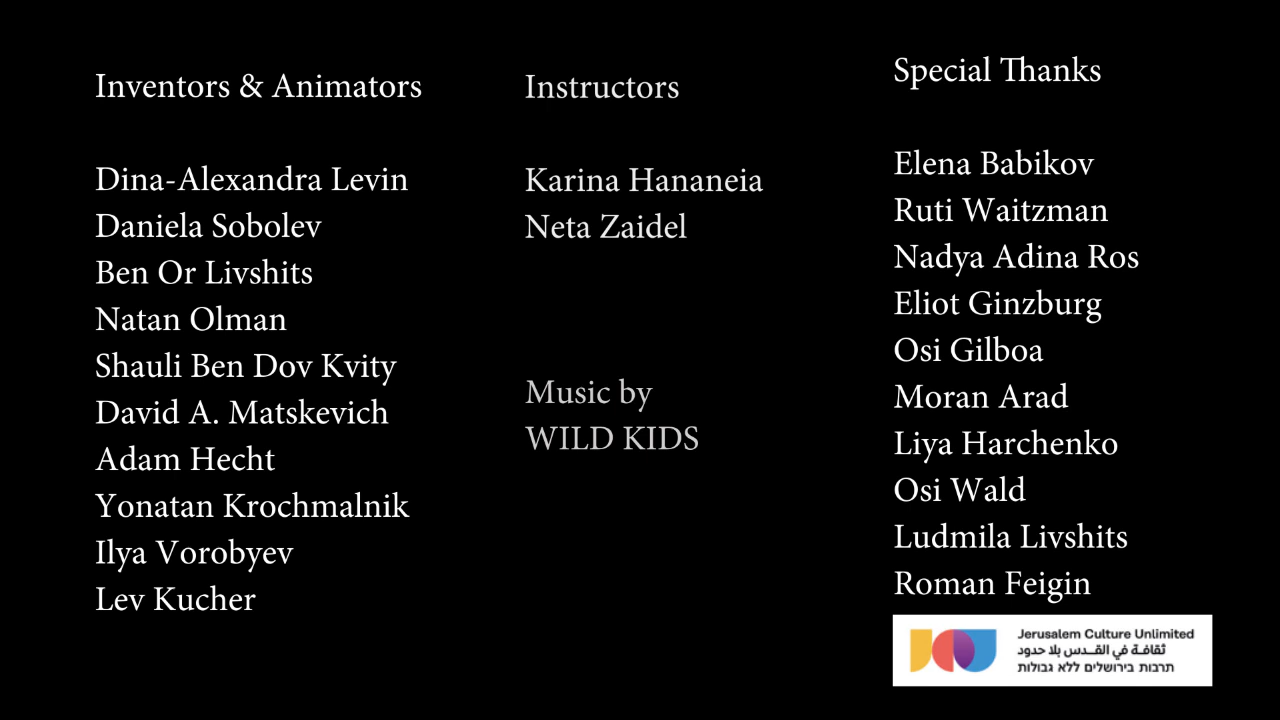 Inventors & Animators
Dina-Alexandra Levin
Daniela Sobolev
Ben Or Livshits
Natan Olman
Shauli Ben Dov Kvity
David A. Matskevich
Adam Hecht
Yonatan Krochmalnik
Ilya Vorobyev
Lev Kucher
Instructors
Karina Hananeia
Neta Zaidel
Music by
WILD KIDS
Special Thanks
Elena Babikov
Ruti Waitzman
Nadya Adina Ros
Eliot Ginzburg
Osi Gilboa
Moran Arad
Liya Harchenko
Osi Wald
Ludmila Livshits
Roman Feigin
Jerusalem Culture Unlimited
ثقافة في القدس بلا حدود
תרבות בירושלים ללא גבולות